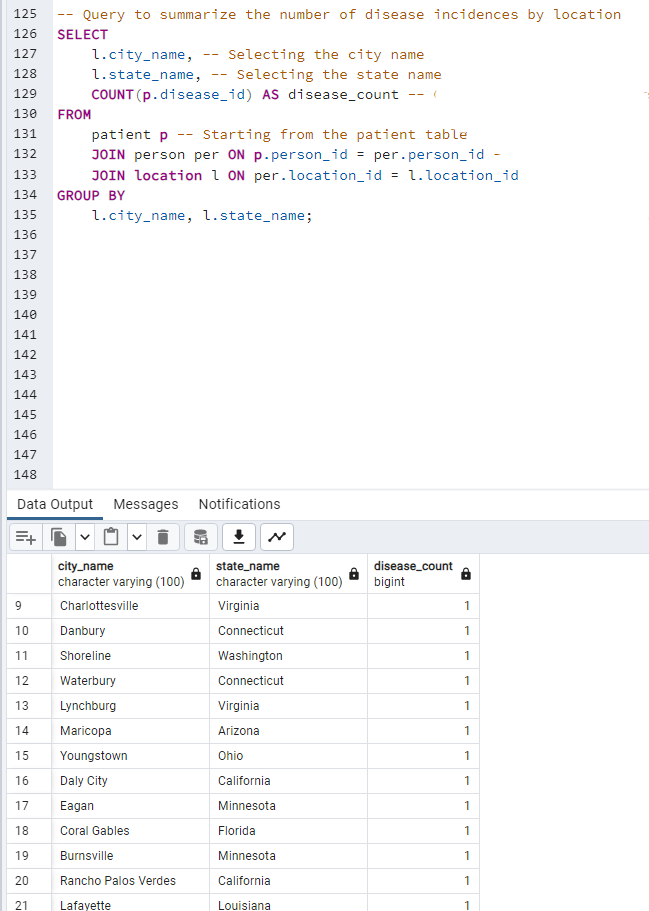 125 -- Query to summarize the number of disease incidences by location
126 SELECT
127 l.city_name, -- Selecting the city name
128 l.state_name, -- Selecting the state name
129 COUNT(p.disease_id) AS disease_count --
130 FROM
131 patient p -- Starting from the patient table
132 JOIN person per ON p.person_id = per.person_id -
133 JOIN location l ON per.location_id = l.location_id
134 GROUP BY
135 l.city_name, l.state_name;
136
137
138
139
140
141
142
143
144
145
146
147
148
Data Output Messages Notifications
city_name state_name disease_count
character varying (100) character varying (100) bigint
9 Charlottesville Virginia 1
10 Danbury Connecticut 1
11 Shoreline Washington 1
12 Waterbury Connecticut 1
13 Lynchburg Virginia 1
14 Maricopa Arizona 1
15 Youngstown Ohio 1
16 Daly City California 1
17 Eagan Minnesota 1
18 Coral Gables Florida 1
19 Burnsville Minnesota 1
20 Rancho Palos Verdes California 1
21 Lafayette Louisiana 1